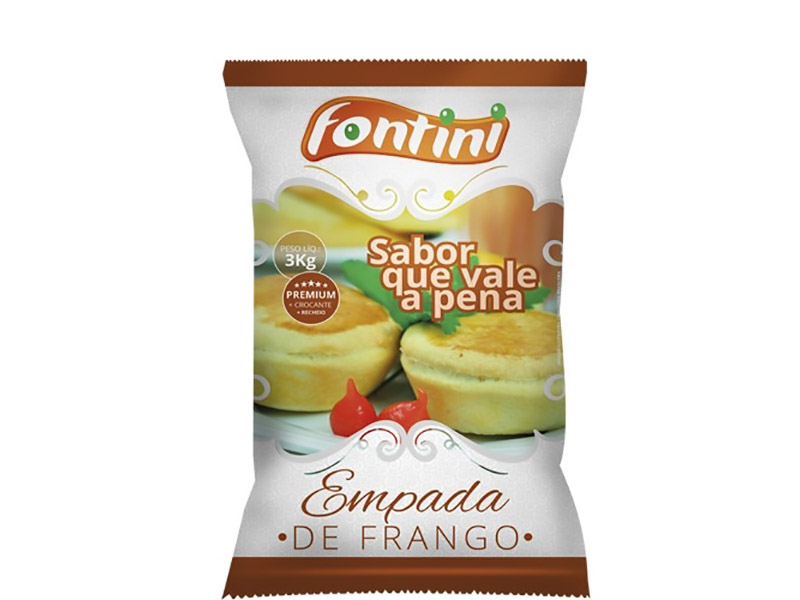 fontini
PESO LÍQ.:
3Kg
PREMIUM
+ CROCANTE
+ RECHEIO
Sabor
que vale
a pena
Empada
• DE FRANGO •